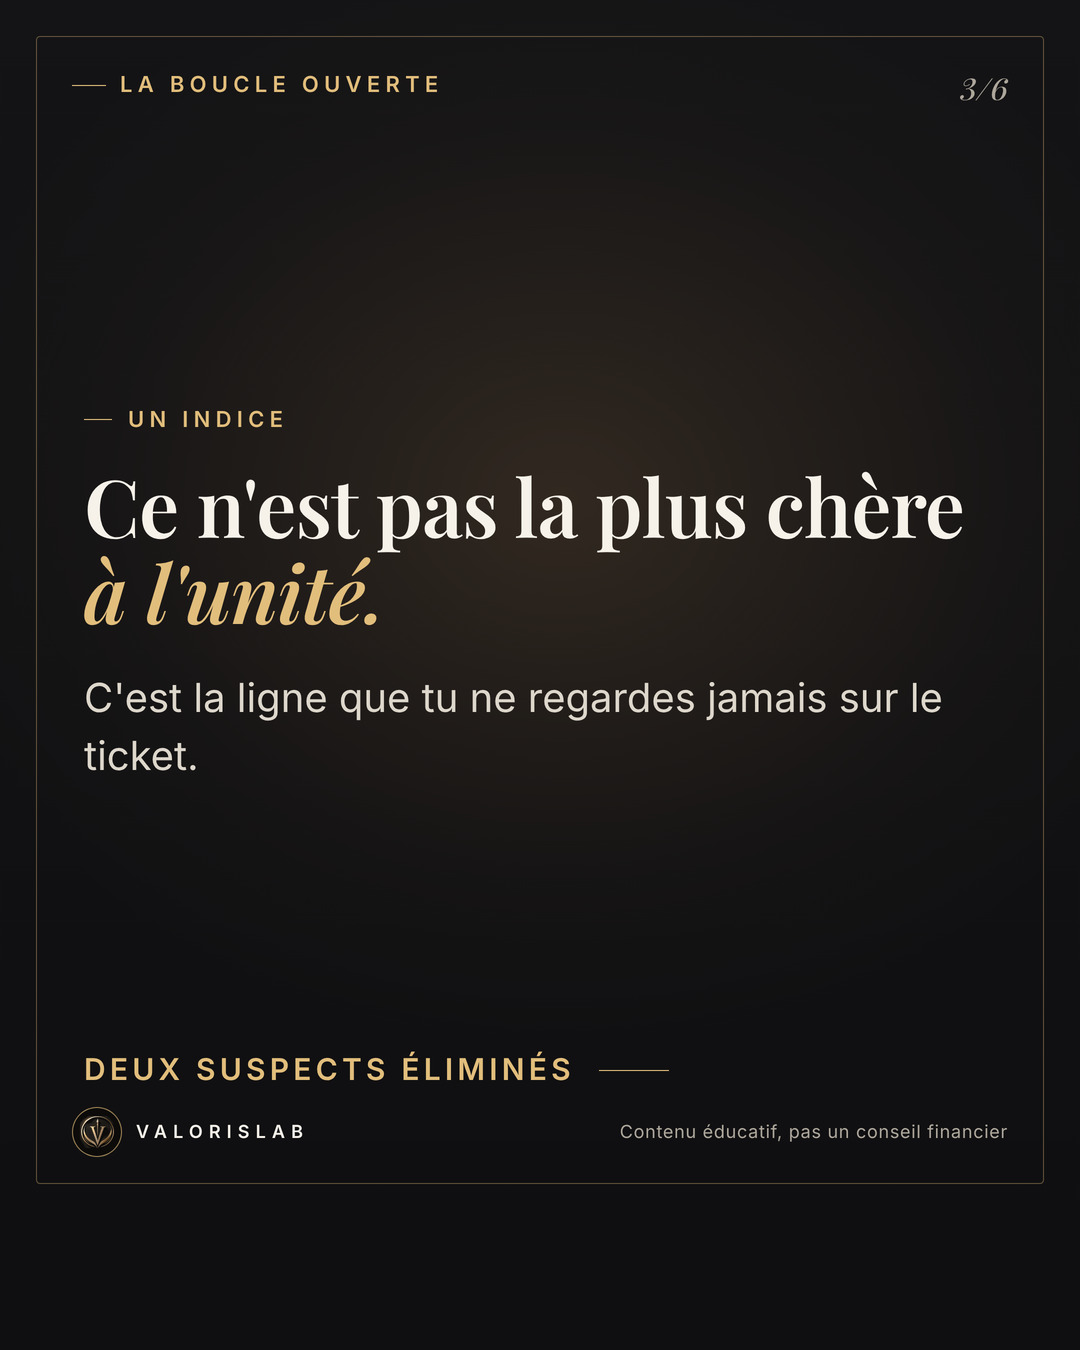 LA BOUCLE OUVERTE
3/6
UN INDICE
Ce n'est pas la plus chère
à l'unité.
C'est la ligne que tu ne regardes jamais sur le
ticket.
DEUX SUSPECTS ÉLIMINÉS
VALORISLAB
Contenu éducatif, pas un conseil financier